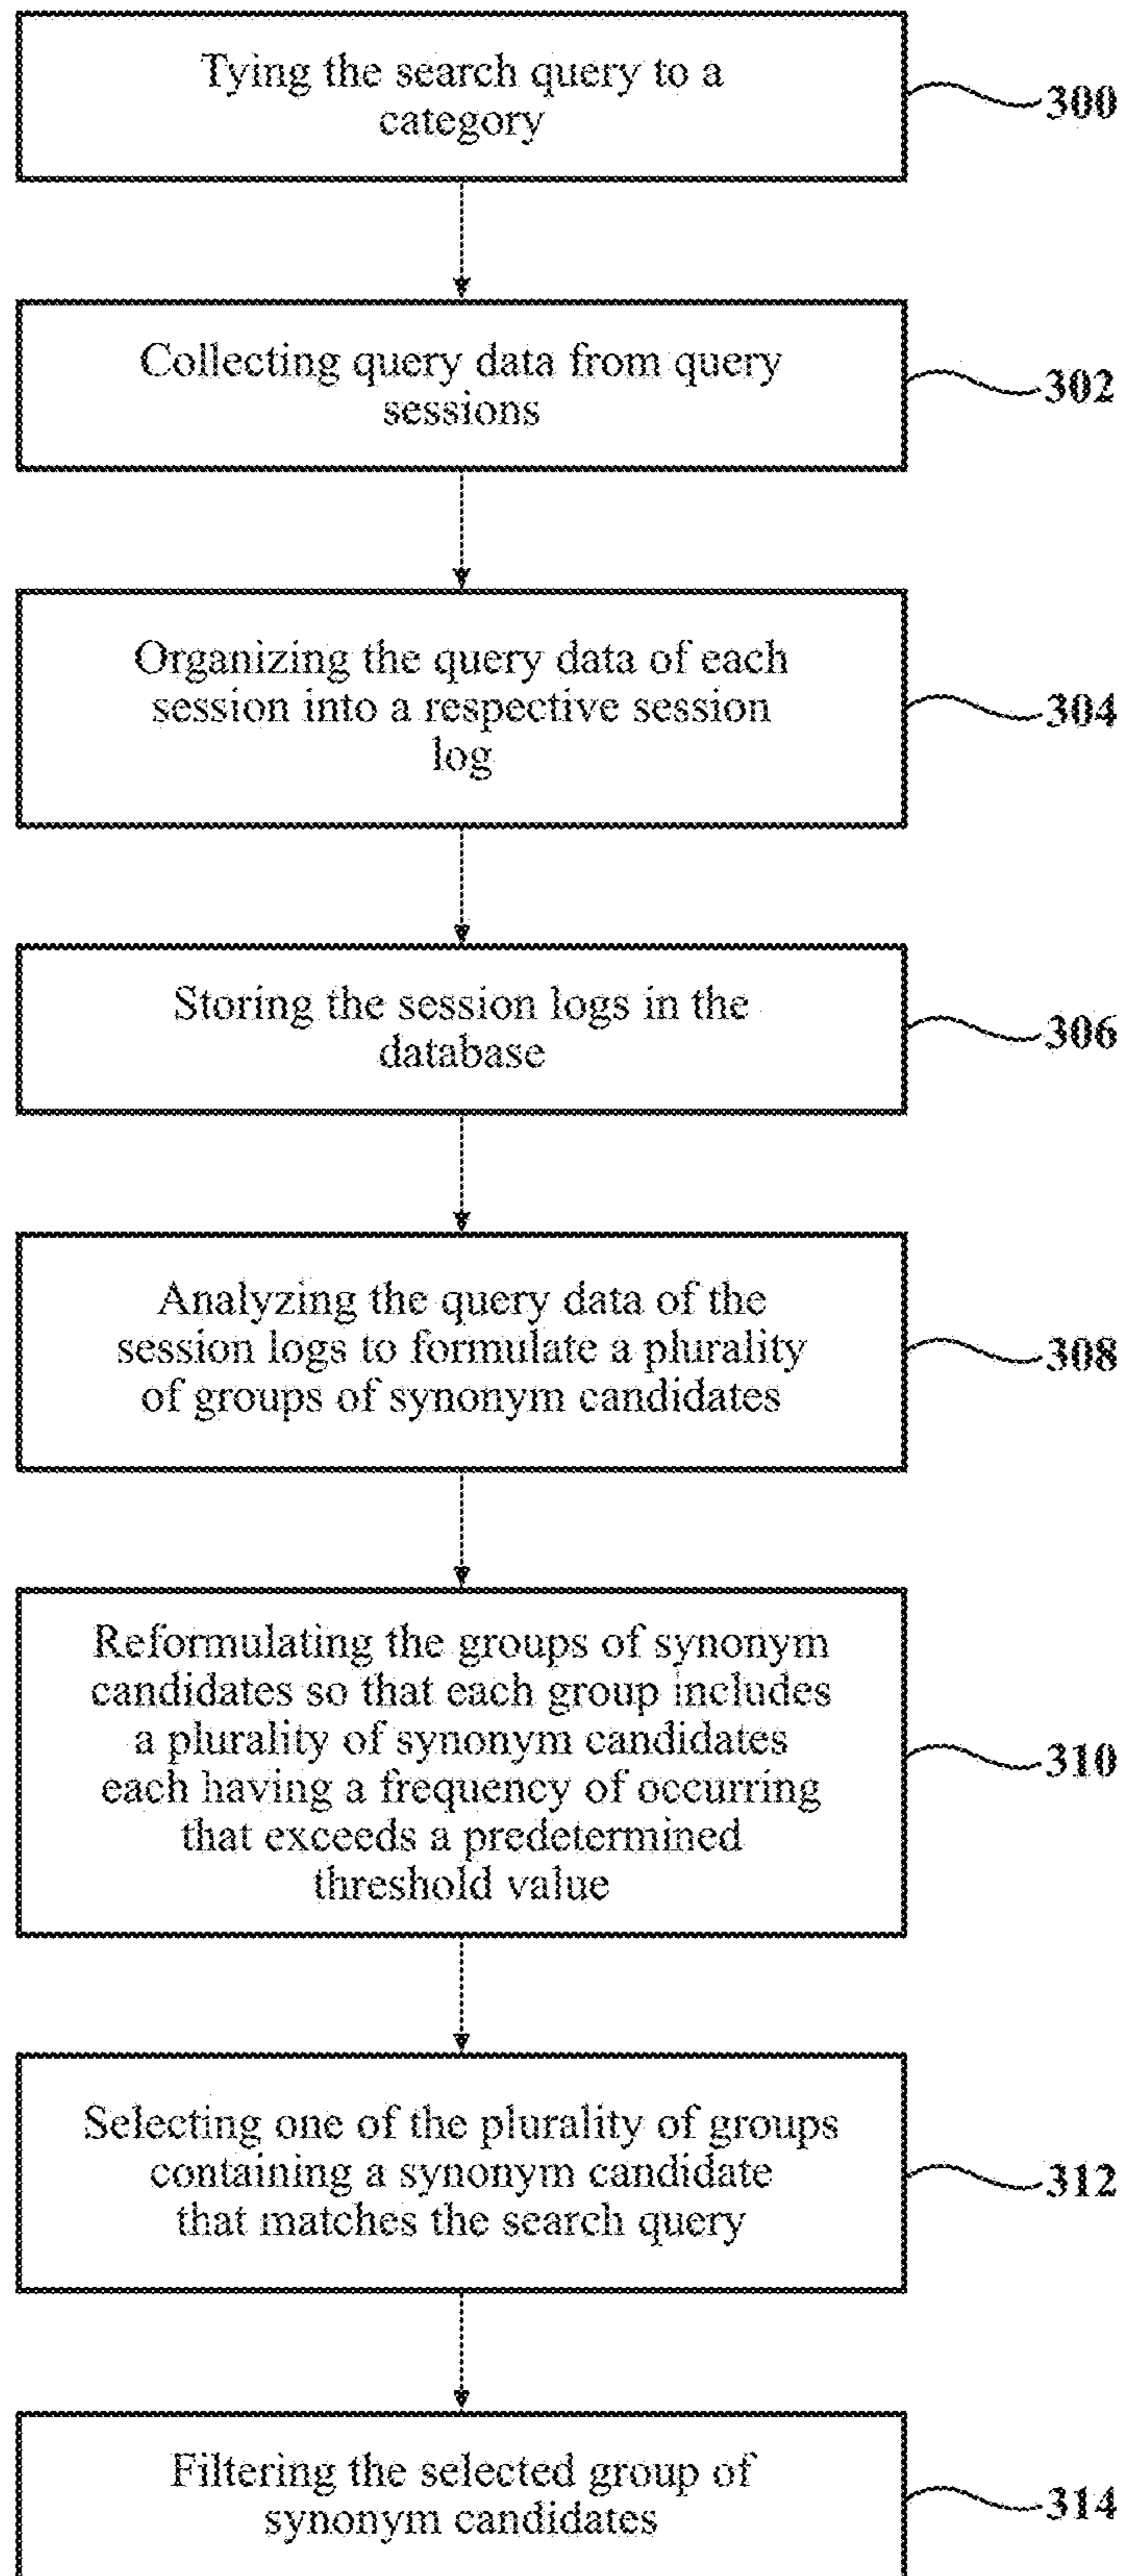 Tying the search query to a
category
300
Collecting query data from query
sessions
302
Organizing the query data of each
session into a respective session
log
304
Storing the session logs in the
database
306
Analyzing the query data of the
session logs to formulate a plurality
of groups of synonym candidates
308
Reformulating the groups of synonym
candidates so that each group includes
a plurality of synonym candidates
each having a frequency of occurring
that exceeds a predetermined
threshold value
310
Selecting one of the plurality of groups
containing a synonym candidate
that matches the search query
312
Filtering the selected group of
synonym candidates
314